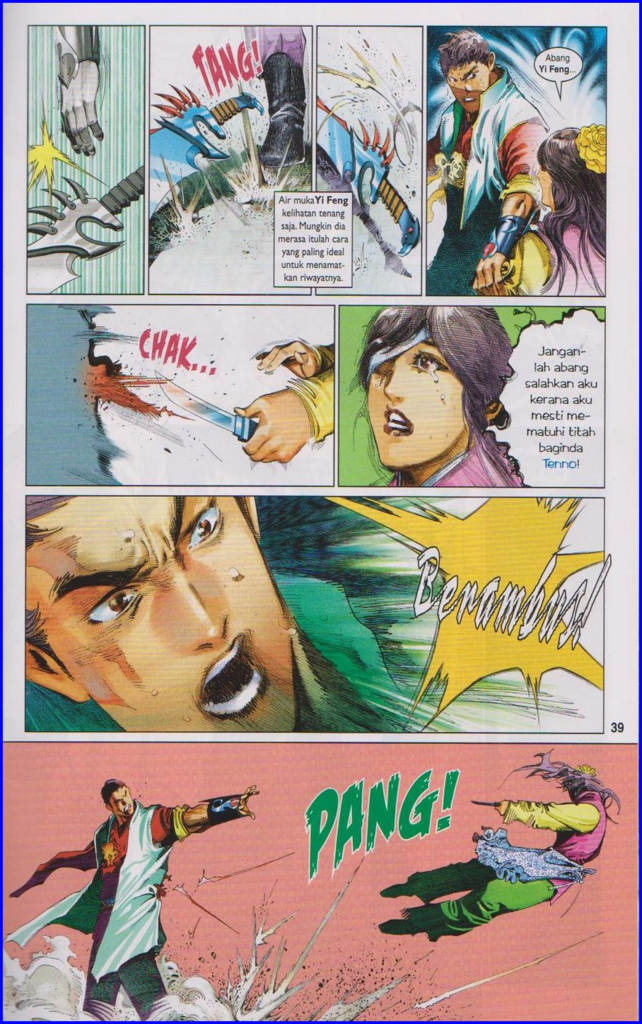 TANG!
Air muka Yi Feng
kelihatan tenang
saja. Mungkin dia
merasa itulah cara
yang paling ideal
untuk menamat-
kan riwayatnya.
Abang
Yi Feng...
CHAK...
Jangan-
lah abang
salahkan aku
kerana aku
mesti me-
matuhi titah
baginda
Tenno!
Berambus!
39
PANG!